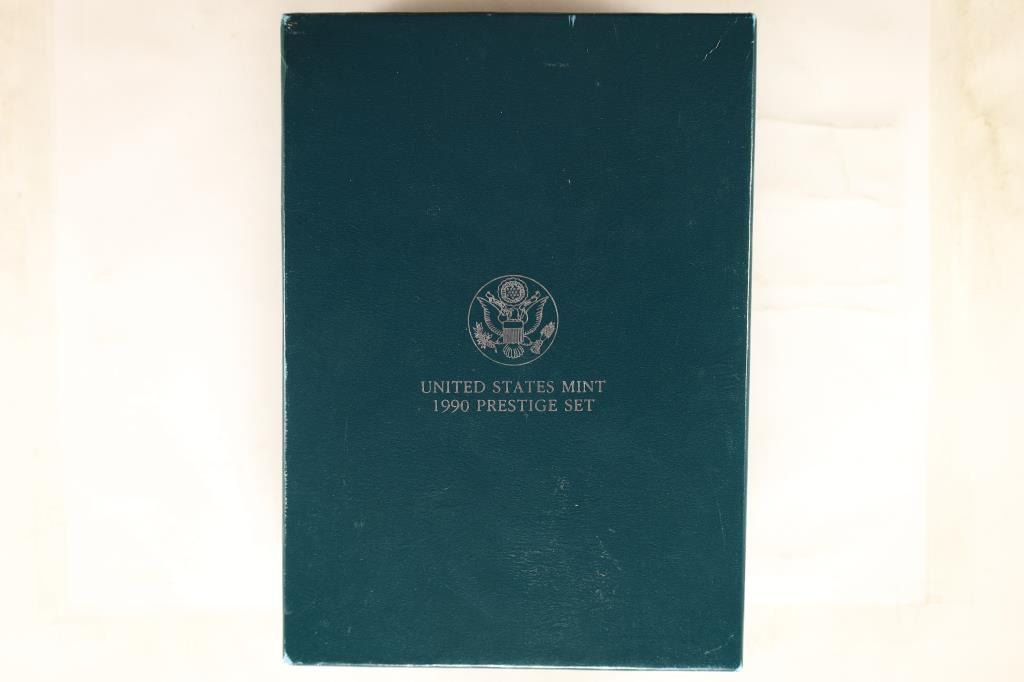 UNITED STATES MINT
1990 PRESTIGE SET